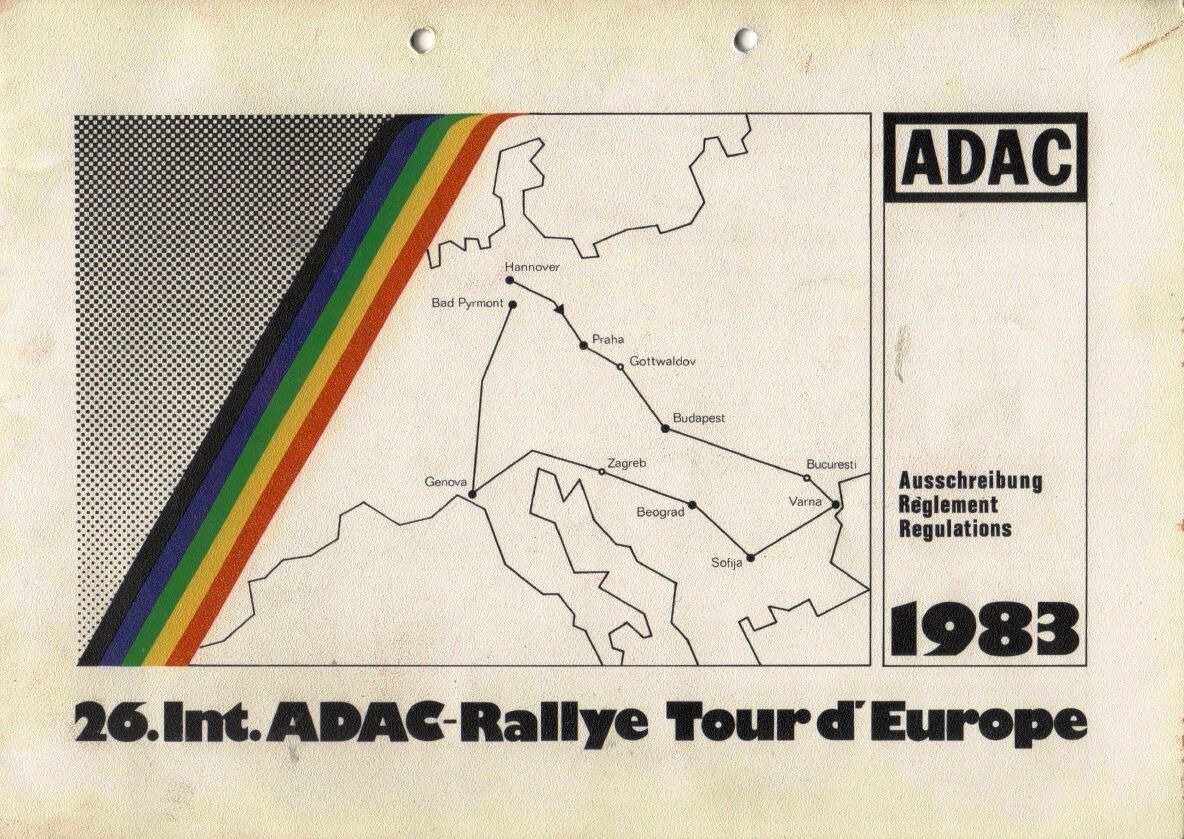 ADAC
Hannover
Bad Pyrmont
Praha
Gottwaldov
Budapest
Bucuresti
Zagreb
Genova
Varna
Beograd
Sofija
Ausschreibung
Règlement
Regulations
1983
26. Int. ADAC-Rallye Tour d'Europe